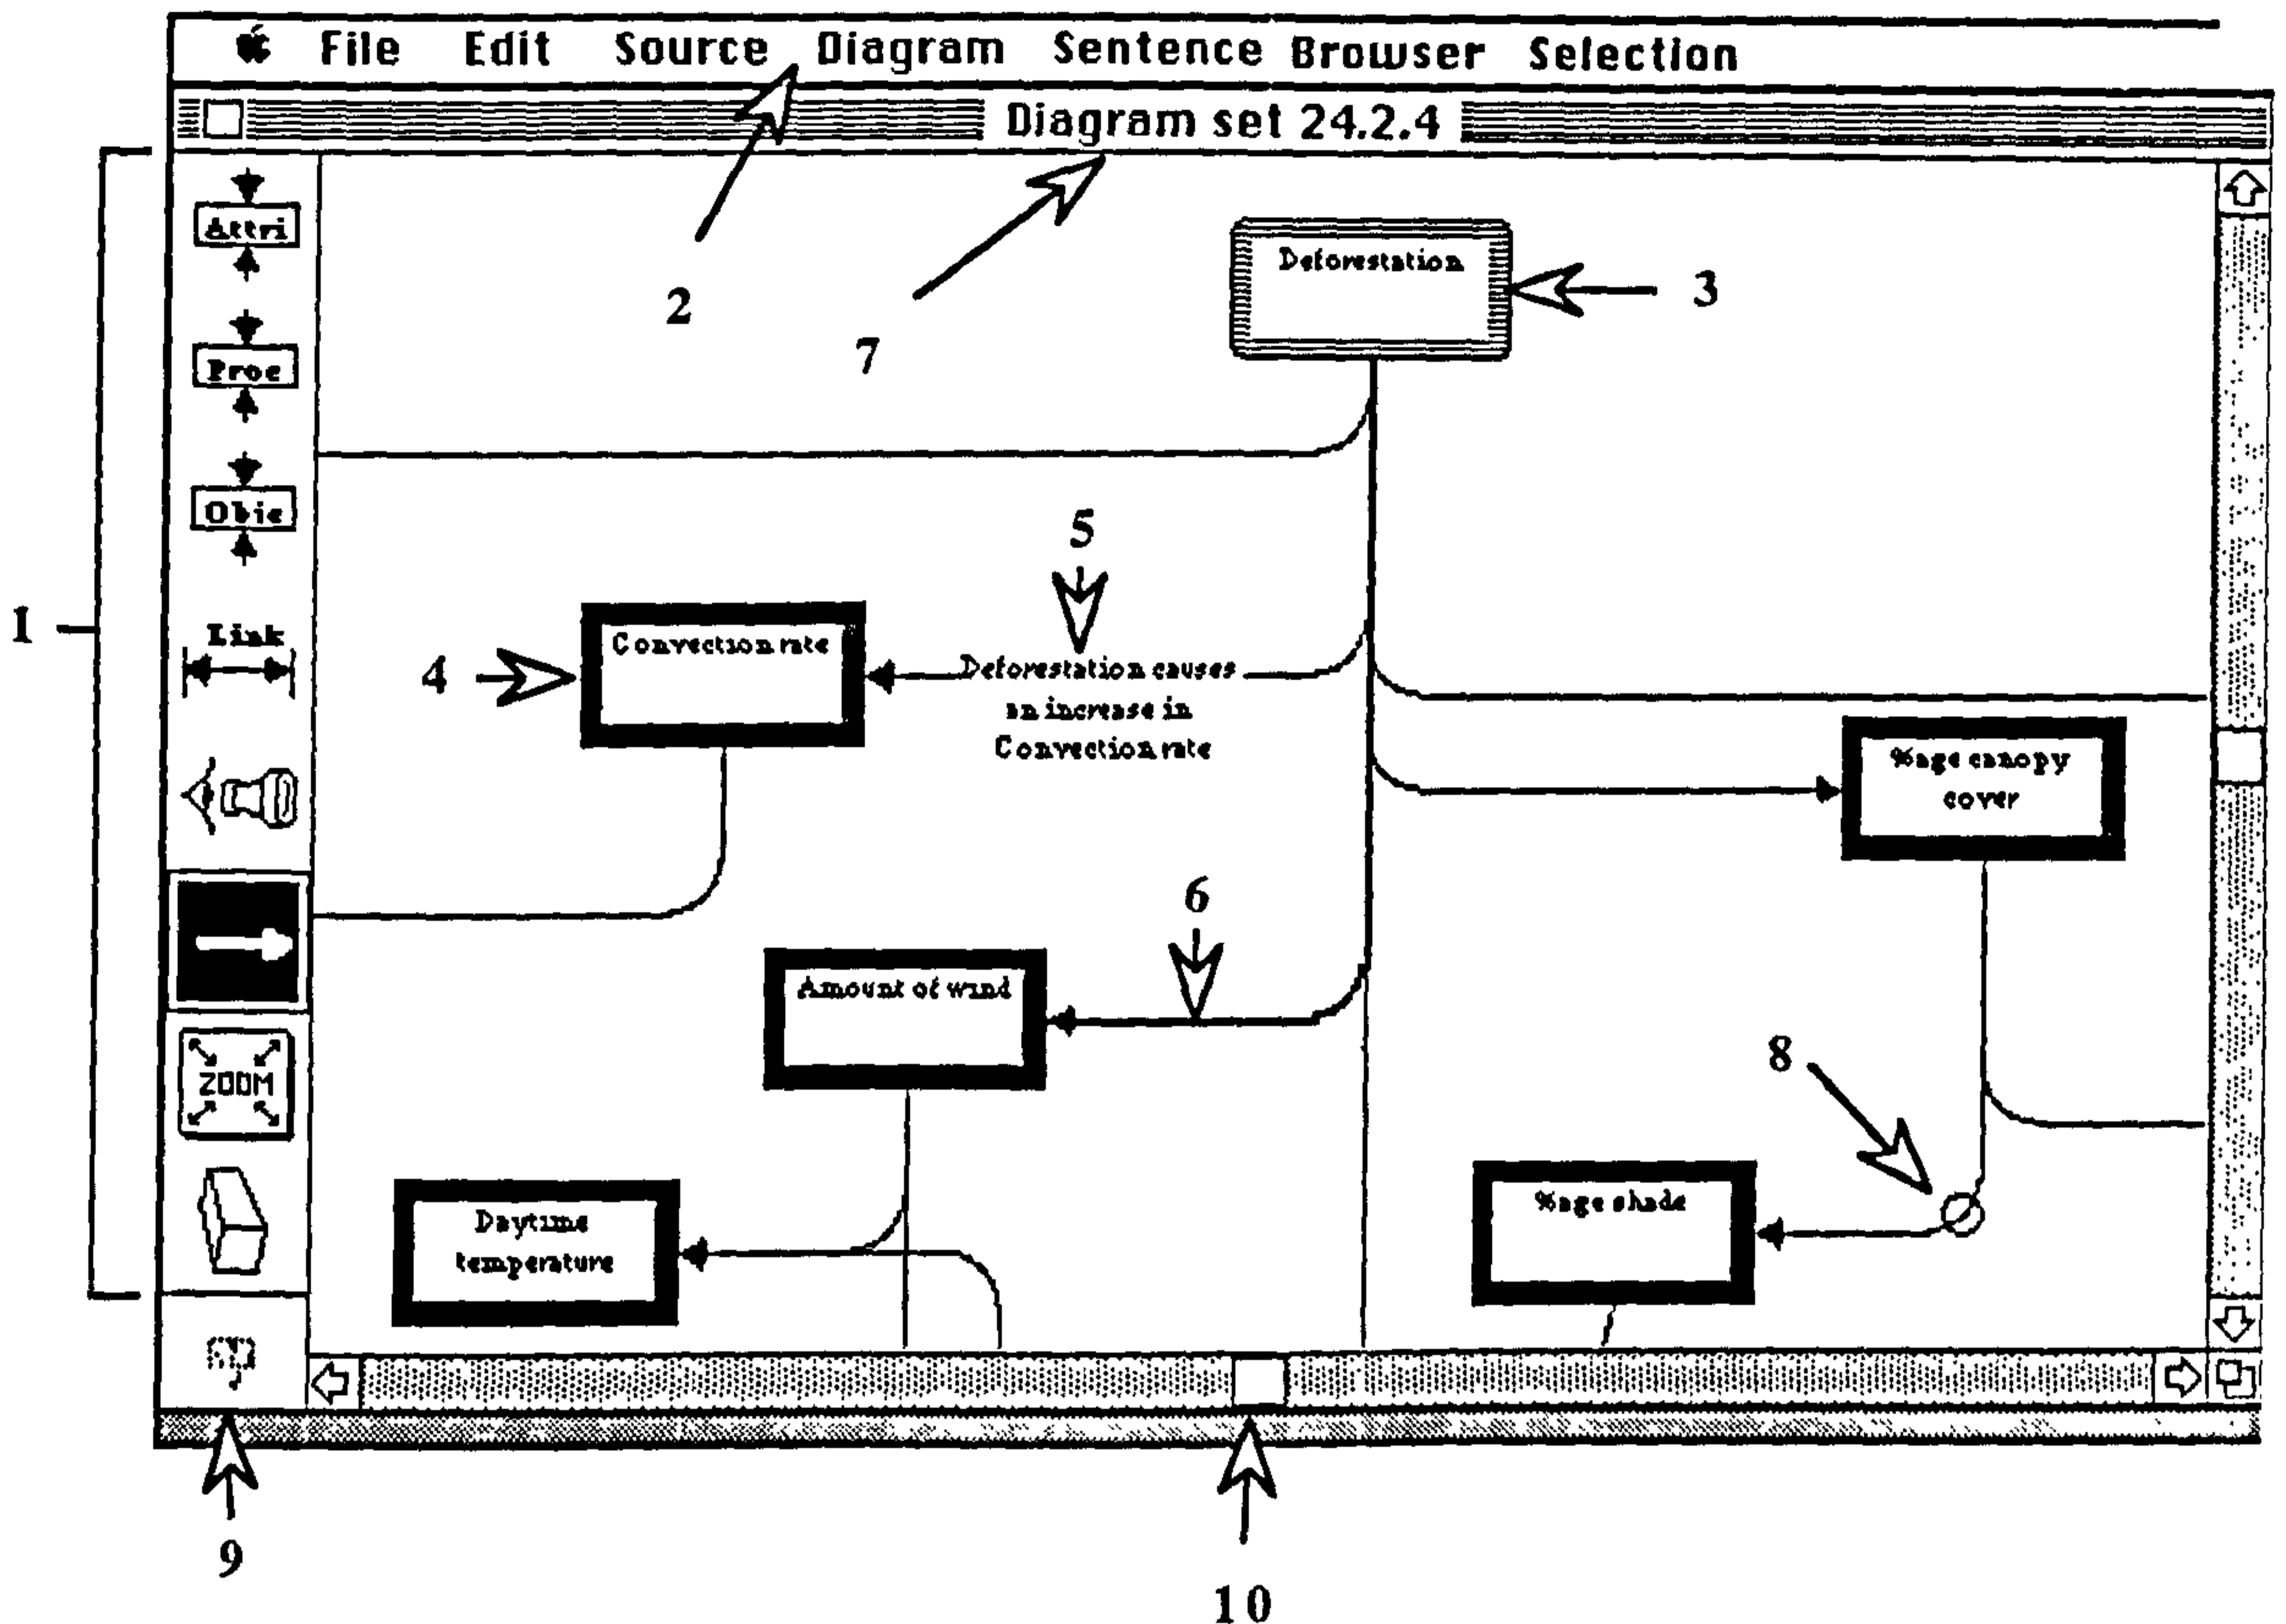 File Edit Source Diagram Sentence Browser Selection
Diagram set 24.2.4
Attri
Proc
Obje
Link
ZOOM
1
2
7
Deforestation
3
5
4
Convection rate
Deforestation causes
an increase in
Convection rate
%age canopy
cover
6
Amount of wind
8
Daytime
temperature
%age shade
9
10